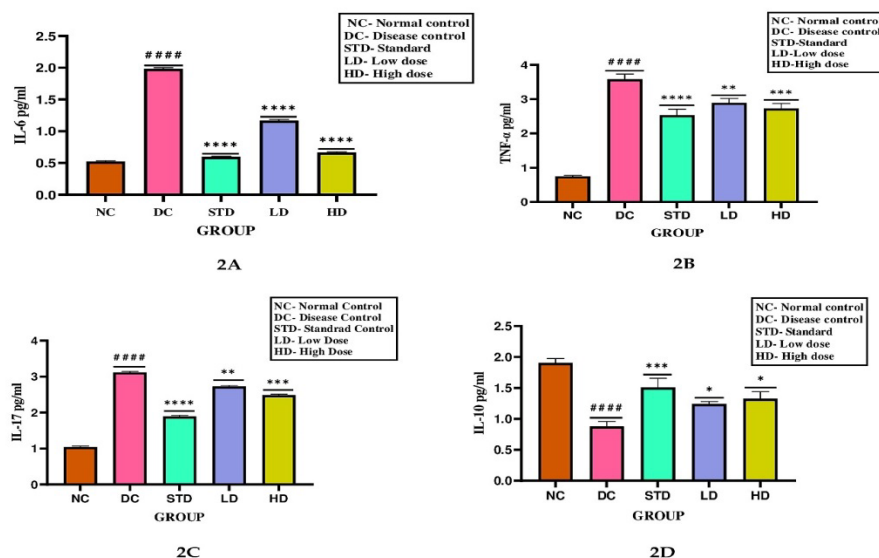 NC- Normal control
DC- Disease control
STD- Standard
LD- Low dose
HD- High dose
IL-6 pg/ml
2.5
2.0
1.5
1.0
0.5
0.0
####
****
****
****
NC DC STD LD HD
GROUP
2A
NC- Normal control
DC- Disease control
STD-Standard
LD-Low dose
HD-High dose
TNF-α pg/ml
4
3
2
1
0
####
****
**
***
NC DC STD LD HD
GROUP
2B
NC- Normal Control
DC- Disease Control
STD- Standrad Control
LD- Low Dose
HD- High Dose
IL-17 pg/ml
4
3
2
1
0
####
****
**
***
NC DC STD LD HD
GROUP
2C
NC- Normal control
DC- Disease control
STD- Standard
LD- Low dose
HD- High dose
IL-10 pg/ml
2.5
2.0
1.5
1.0
0.5
0.0
####
***
*
*
NC DC STD LD HD
GROUP
2D